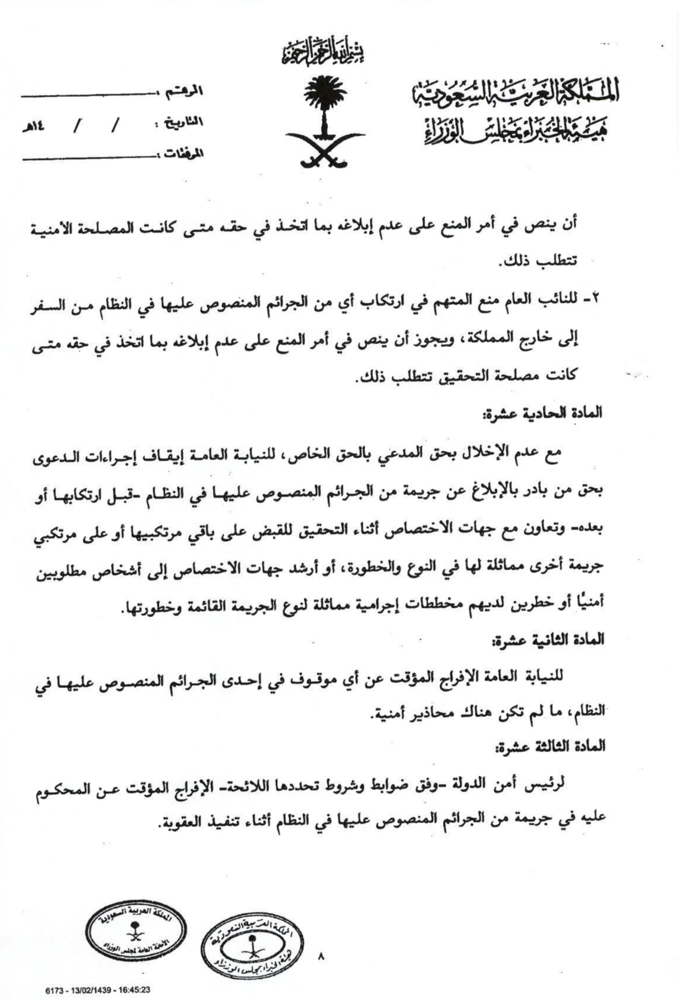 بسم الله الرحمن الرحيم
المملكة العربية السعودية
هيئة الخبراء بمجلس الوزراء
الرقم :
التاريخ : / / ١٤هـ
المرفقات :
أن ينص في أمر المنع على عدم إبلاغه بما اتخذ في حقه متى كانت المصلحة الأمنية
تتطلب ذلك.
٢- للنائب العام منع المتهم في ارتكاب أي من الجرائم المنصوص عليها في النظام من السفر
إلى خارج المملكة، ويجوز أن ينص في أمر المنع على عدم إبلاغه بما اتخذ في حقه متى
كانت مصلحة التحقيق تتطلب ذلك.
المادة الحادية عشرة:
مع عدم الإخلال بحق المدعي بالحق الخاص، للنيابة العامة إيقاف إجراءات الدعوى
بحق من بادر بالإبلاغ عن جريمة من الجرائم المنصوص عليها في النظام -قبل ارتكابها أو
بعده- وتعاون مع جهات الاختصاص أثناء التحقيق للقبض على باقي مرتكبيها أو على مرتكبي
جريمة أخرى مماثلة لها في النوع والخطورة، أو أرشد جهات الاختصاص إلى أشخاص مطلوبين
أمنيًا أو خطرين لديهم مخططات إجرامية مماثلة لنوع الجريمة القائمة وخطورتها.
المادة الثانية عشرة:
للنيابة العامة الإفراج المؤقت عن أي موقوف في إحدى الجرائم المنصوص عليها في
النظام، ما لم تكن هناك محاذير أمنية.
المادة الثالثة عشرة:
لرئيس أمن الدولة -وفق ضوابط وشروط تحددها اللائحة- الإفراج المؤقت عن المحكوم
عليه في جريمة من الجرائم المنصوص عليها في النظام أثناء تنفيذ العقوبة.
المملكة العربية السعودية
هيئة الخبراء بمجلس الوزراء
المملكة العربية السعودية
الأمانة العامة لمجلس الوزراء
٨
6173 - 13/02/1439 - 16:45:23